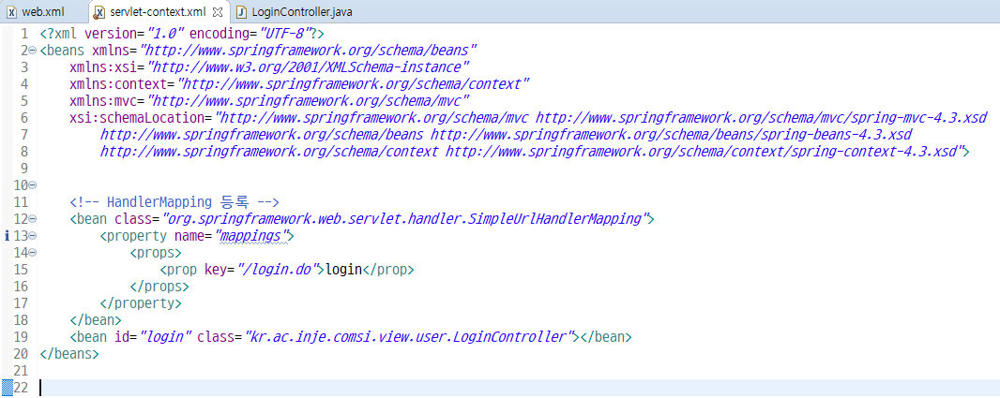 web.xml servlet-context.xml LoginController.java
1 <?xml version="1.0" encoding="UTF-8"?>
2 <beans xmlns="http://www.springframework.org/schema/beans"
3 xmlns:xsi="http://www.w3.org/2001/XMLSchema-instance"
4 xmlns:context="http://www.springframework.org/schema/context"
5 xmlns:mvc="http://www.springframework.org/schema/mvc"
6 xsi:schemaLocation="http://www.springframework.org/schema/mvc http://www.springframework.org/schema/mvc/spring-mvc-4.3.xsd
7 http://www.springframework.org/schema/beans http://www.springframework.org/schema/beans/spring-beans-4.3.xsd
8 http://www.springframework.org/schema/context http://www.springframework.org/schema/context/spring-context-4.3.xsd">
9
10
11 <!-- HandlerMapping 등록 -->
12 <bean class="org.springframework.web.servlet.handler.SimpleUrlHandlerMapping">
13 <property name="mappings">
14 <props>
15 <prop key="/login.do">login</prop>
16 </props>
17 </property>
18 </bean>
19 <bean id="login" class="kr.ac.inje.comsi.view.user.LoginController"></bean>
20 </beans>
21
22